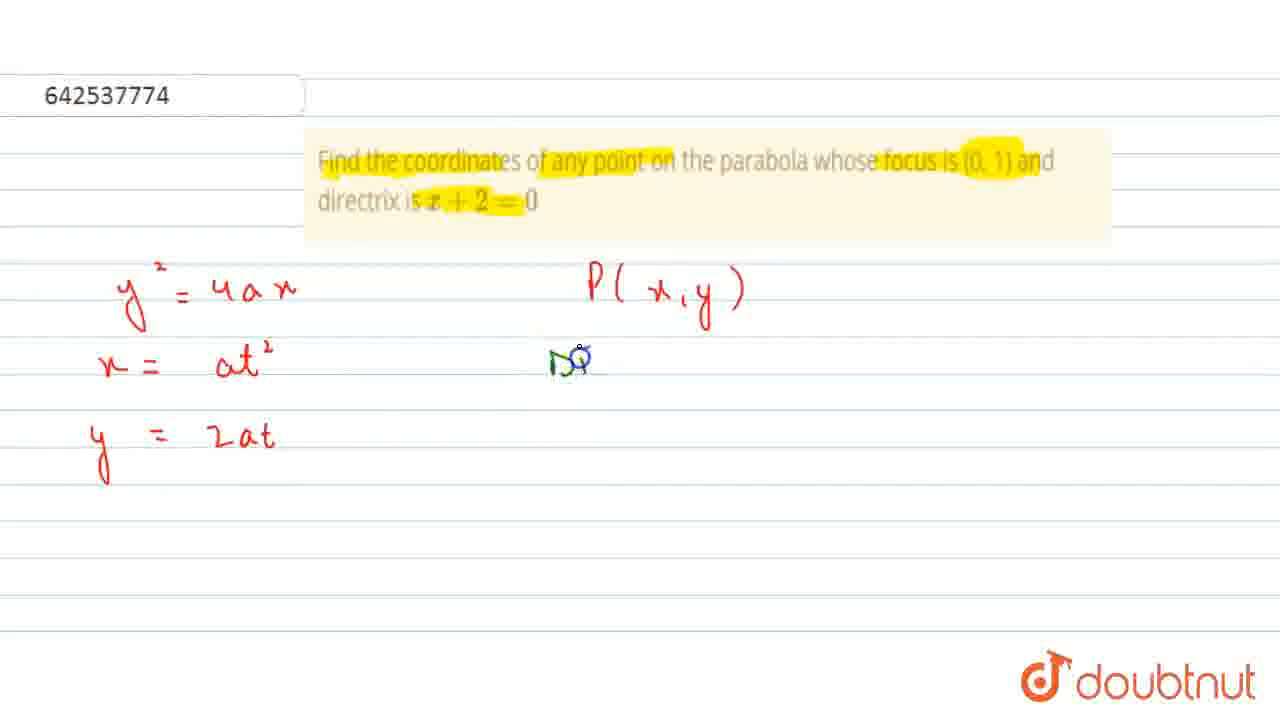 642537774
Find the coordinates of any point on the parabola whose focus is (0, 1) and
directrix is x + 2 = 0
y² = 4ax
P(x, y)
x = at²
y = 2at
doubtnut